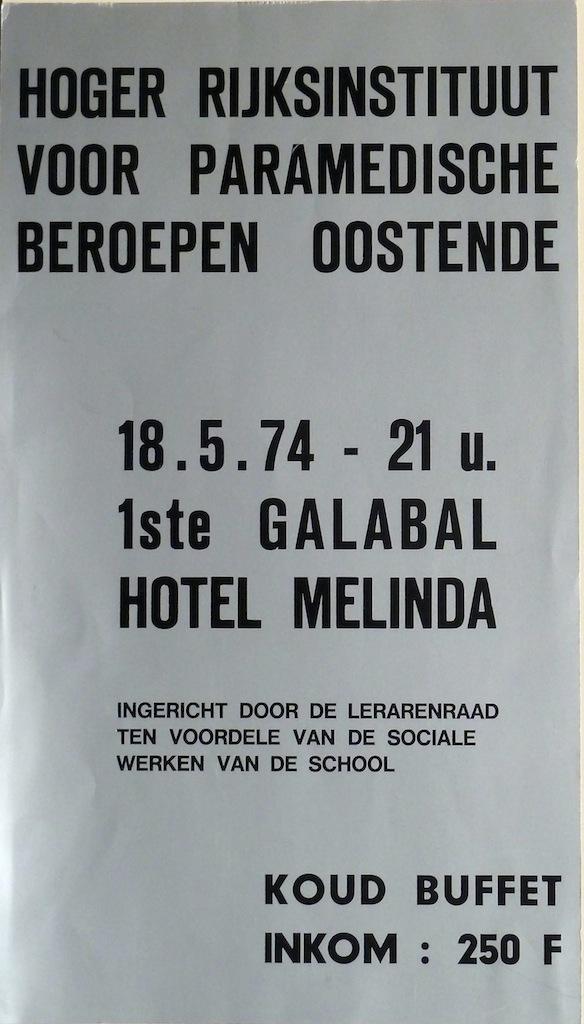 HOGER RIJKSINSTITUUT
VOOR PARAMEDISCHE
BEROEPEN OOSTENDE
18.5.74 - 21 u.
1ste GALABAL
HOTEL MELINDA
INGERICHT DOOR DE LERARENRAAD
TEN VOORDELE VAN DE SOCIALE
WERKEN VAN DE SCHOOL
KOUD BUFFET
INKOM : 250 F